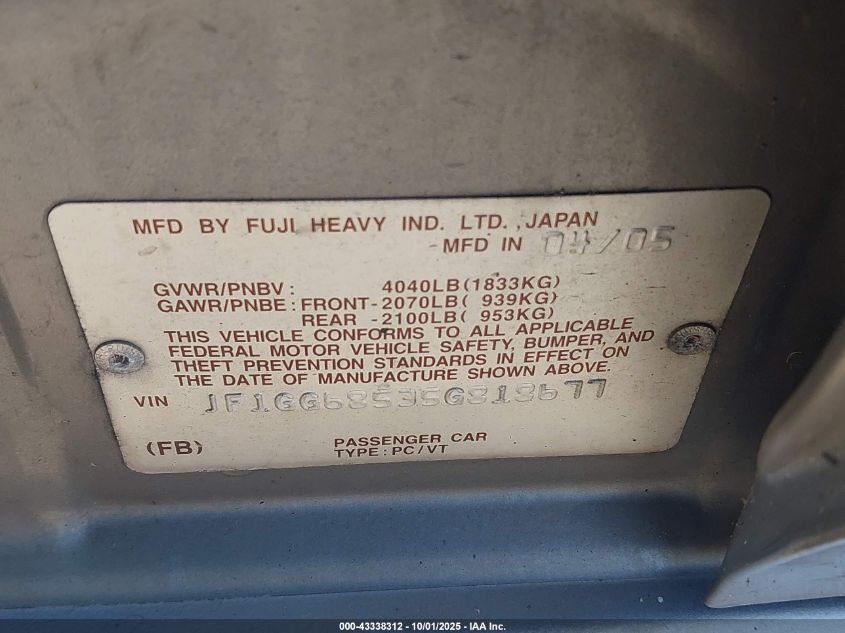 MFD BY FUJI HEAVY IND. LTD., JAPAN
MFD IN 04/05
GVWR/PNBV: 4040LB(1833KG)
GAWR/PNBE: FRONT-2070LB( 939KG)
REAR -2100LB( 953KG)
THIS VEHICLE CONFORMS TO ALL APPLICABLE
FEDERAL MOTOR VEHICLE SAFETY, BUMPER, AND
THEFT PREVENTION STANDARDS IN EFFECT ON
THE DATE OF MANUFACTURE SHOWN ABOVE.
VIN JF1GG68535G818677
(FB) PASSENGER CAR
TYPE: PC/VT
000-43338312 - 10/01/2025 - IAA Inc.